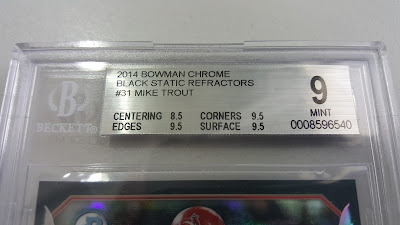 2014 BOWMAN CHROME
BLACK STATIC REFRACTORS
#31 MIKE TROUT
CENTERING 8.5 CORNERS 9.5
EDGES 9.5 SURFACE 9.5
9
MINT
0008596540
B
BECKETT